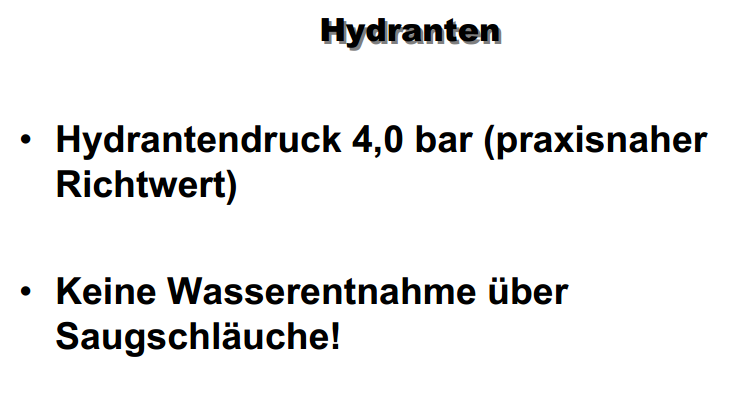 Hydranten
• Hydrantendruck 4,0 bar (praxisnaher
Richtwert)
• Keine Wasserentnahme über
Saugschläuche!